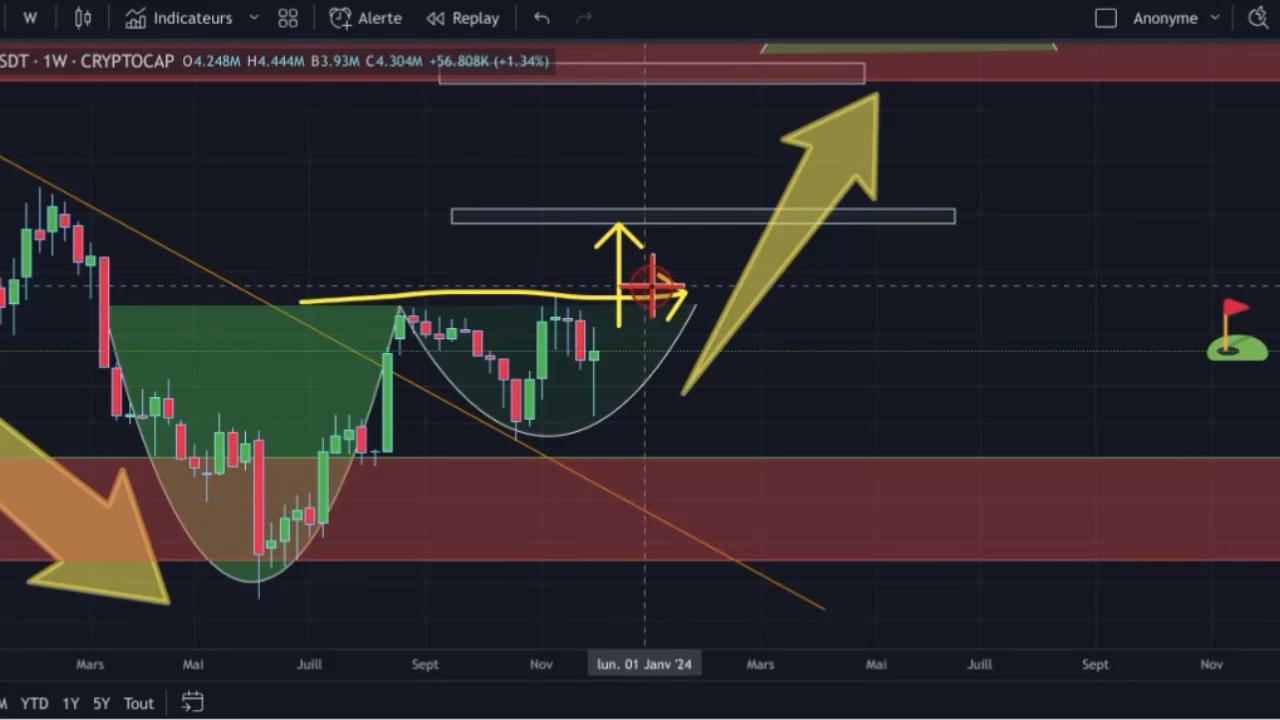 W Indicateurs Alerte Replay Anonyme
SDT · 1W · CRYPTOCAP O4.248M H4.444M B3.93M C4.304M +56.808K (+1.34%)
Mars Mai Juill Sept Nov lun. 01 Janv '24 Mars Mai Juill Sept Nov
M YTD 1Y 5Y Tout